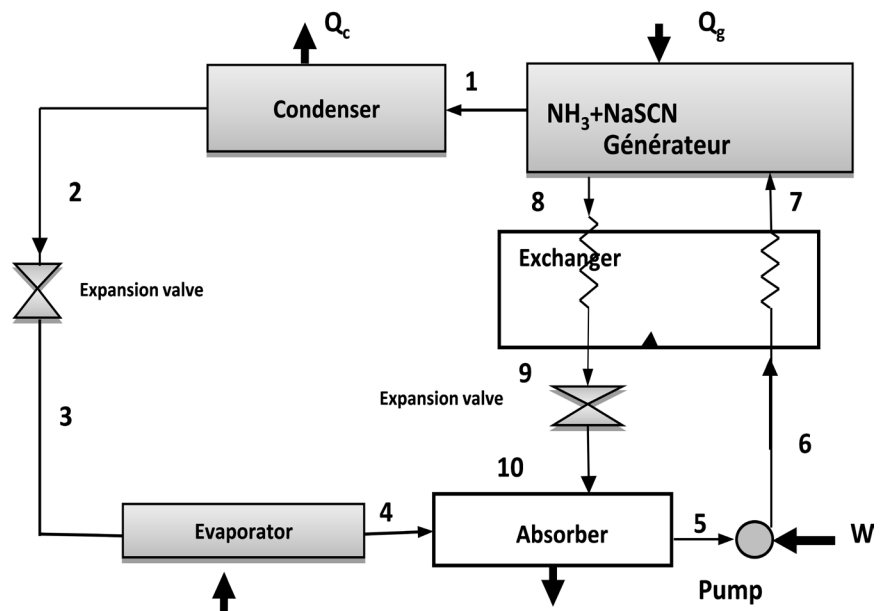 Q_c
Q_g
1
Condenser
NH₃+NaSCN
Générateur
2
8
7
Exchanger
Expansion valve
9
Expansion valve
3
6
10
4
5
Evaporator
Absorber
W
Pump